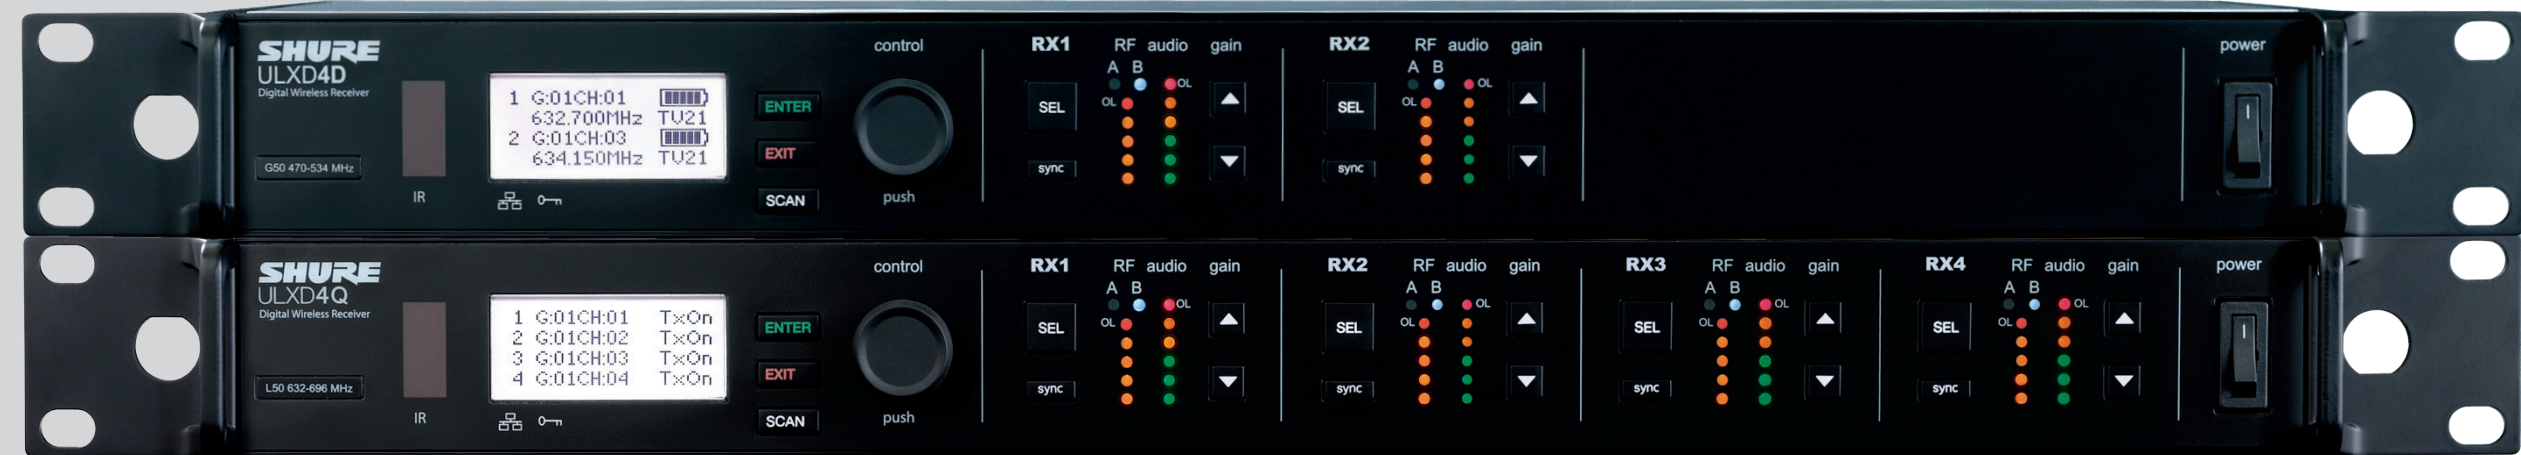 SHURE
ULXD4D
Digital Wireless Receiver
G50 470-534 MHz
IR
1 G:01CH:01
632.700MHz TV21
2 G:01CH:03
634.150MHz TV21
ENTER
EXIT
SCAN
control
push
RX1
RF audio gain
A B
OL
OL
SEL
sync
RX2
RF audio gain
A B
OL
OL
SEL
sync
power
SHURE
ULXD4Q
Digital Wireless Receiver
L50 632-696 MHz
IR
1 G:01CH:01 TxOn
2 G:01CH:02 TxOn
3 G:01CH:03 TxOn
4 G:01CH:04 TxOn
ENTER
EXIT
SCAN
control
push
RX1
RF audio gain
A B
OL
OL
SEL
sync
RX2
RF audio gain
A B
OL
OL
SEL
sync
RX3
RF audio gain
A B
OL
OL
SEL
sync
RX4
RF audio gain
A B
OL
OL
SEL
sync
power